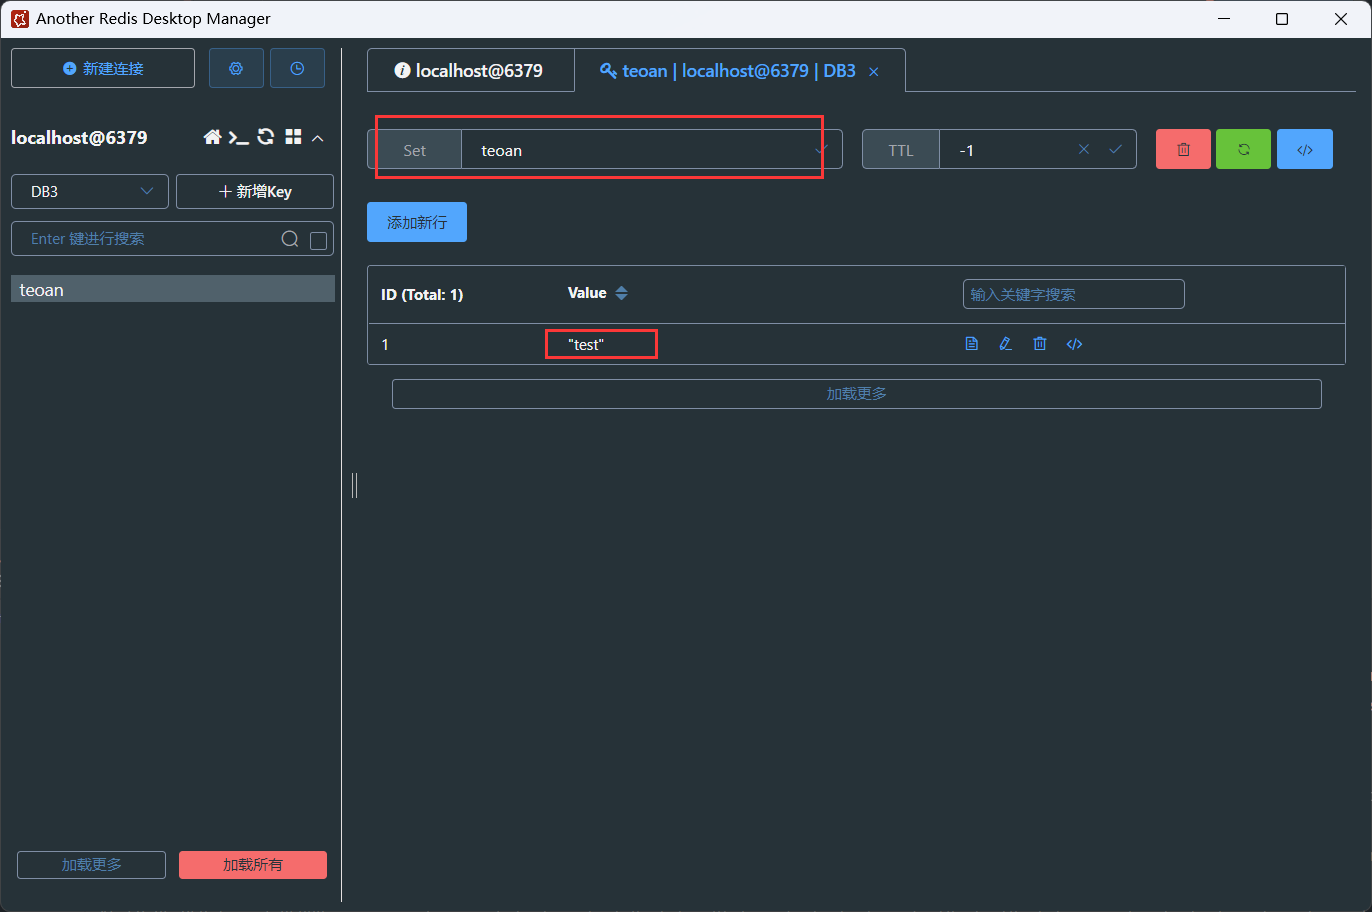 Another Redis Desktop Manager
新建连接
localhost@6379
DB3
新增Key
Enter 键进行搜索
teoan
加载更多
加载所有
localhost@6379
teoan | localhost@6379 | DB3
Set
teoan
TTL
-1
添加新行
ID (Total: 1)
Value
输入关键字搜索
1
"test"
加载更多